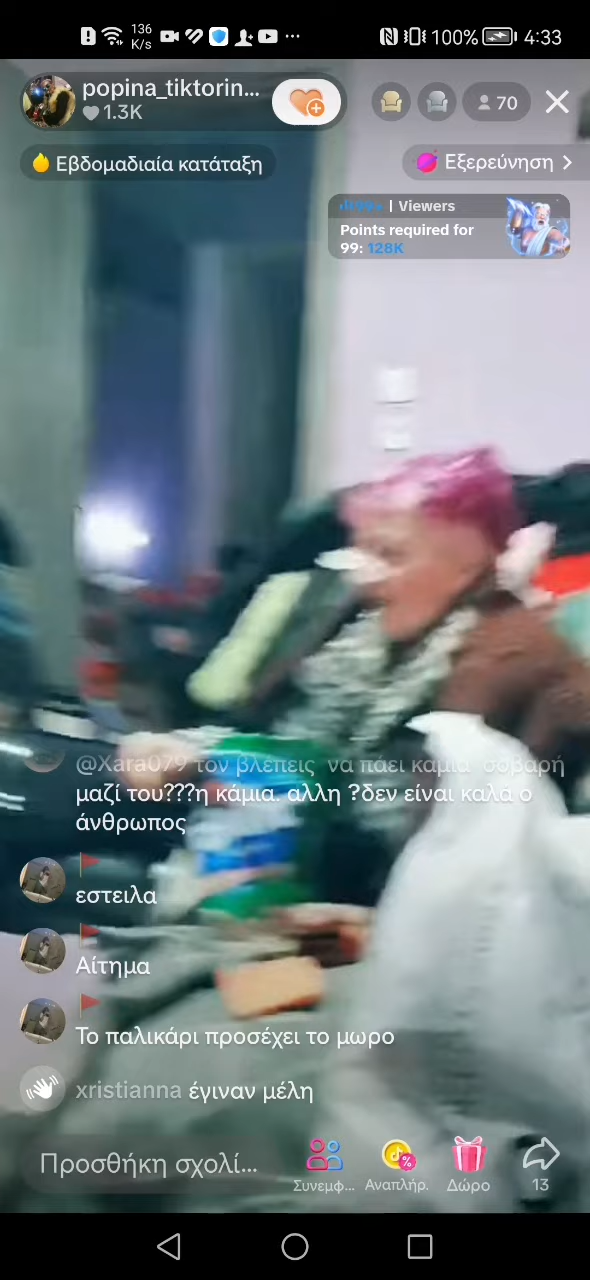 136
K/s
100%
4:33
popina_tiktorin...
1.3K
70
Εβδομαδιαία κατάταξη
Εξερεύνηση
| Viewers
Points required for
99: 128K
@Xara079 τον βλέπεις να πάει καμία σοβαρή
μαζί του???η κάμια. αλλη ?δεν είναι καλά ο
άνθρωπος
εστειλα
Αίτημα
Το παλικάρι προσέχει το μωρο
xristianna έγιναν μέλη
Προσθήκη σχολί...
Συνεμφ...
Αναπλήρ.
Δώρο
13